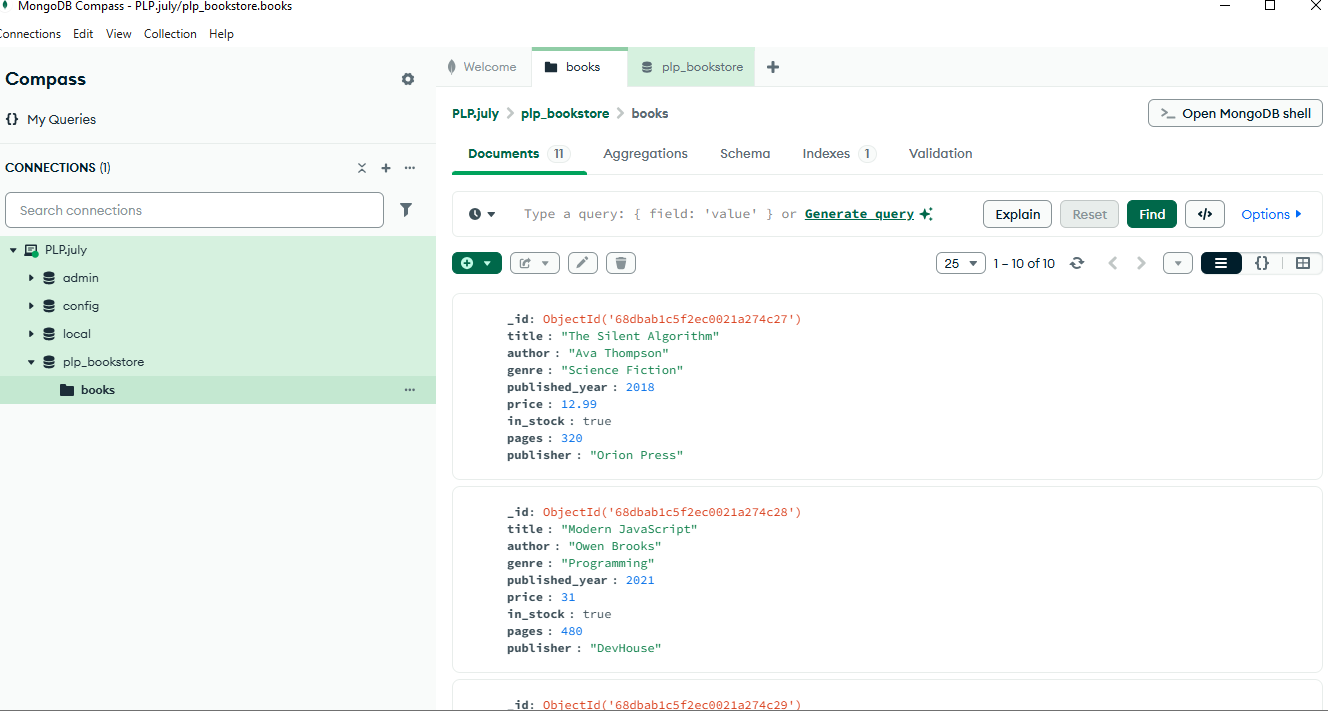 MongoDB Compass - PLP.july/plp_bookstore.books
Connections Edit View Collection Help
Compass
{} My Queries
CONNECTIONS (1)
Search connections
PLP.july
admin
config
local
plp_bookstore
books
Welcome books plp_bookstore
PLP.july > plp_bookstore > books
>_ Open MongoDB shell
Documents 11 Aggregations Schema Indexes 1 Validation
Type a query: { field: 'value' } or Generate query
Explain Reset Find </> Options
25 1 – 10 of 10 {}
_id: ObjectId('68dbab1c5f2ec0021a274c27')
title : "The Silent Algorithm"
author : "Ava Thompson"
genre : "Science Fiction"
published_year : 2018
price : 12.99
in_stock : true
pages : 320
publisher : "Orion Press"
_id: ObjectId('68dbab1c5f2ec0021a274c28')
title : "Modern JavaScript"
author : "Owen Brooks"
genre : "Programming"
published_year : 2021
price : 31
in_stock : true
pages : 480
publisher : "DevHouse"
_id: ObjectId('68dbab1c5f2ec0021a274c29')